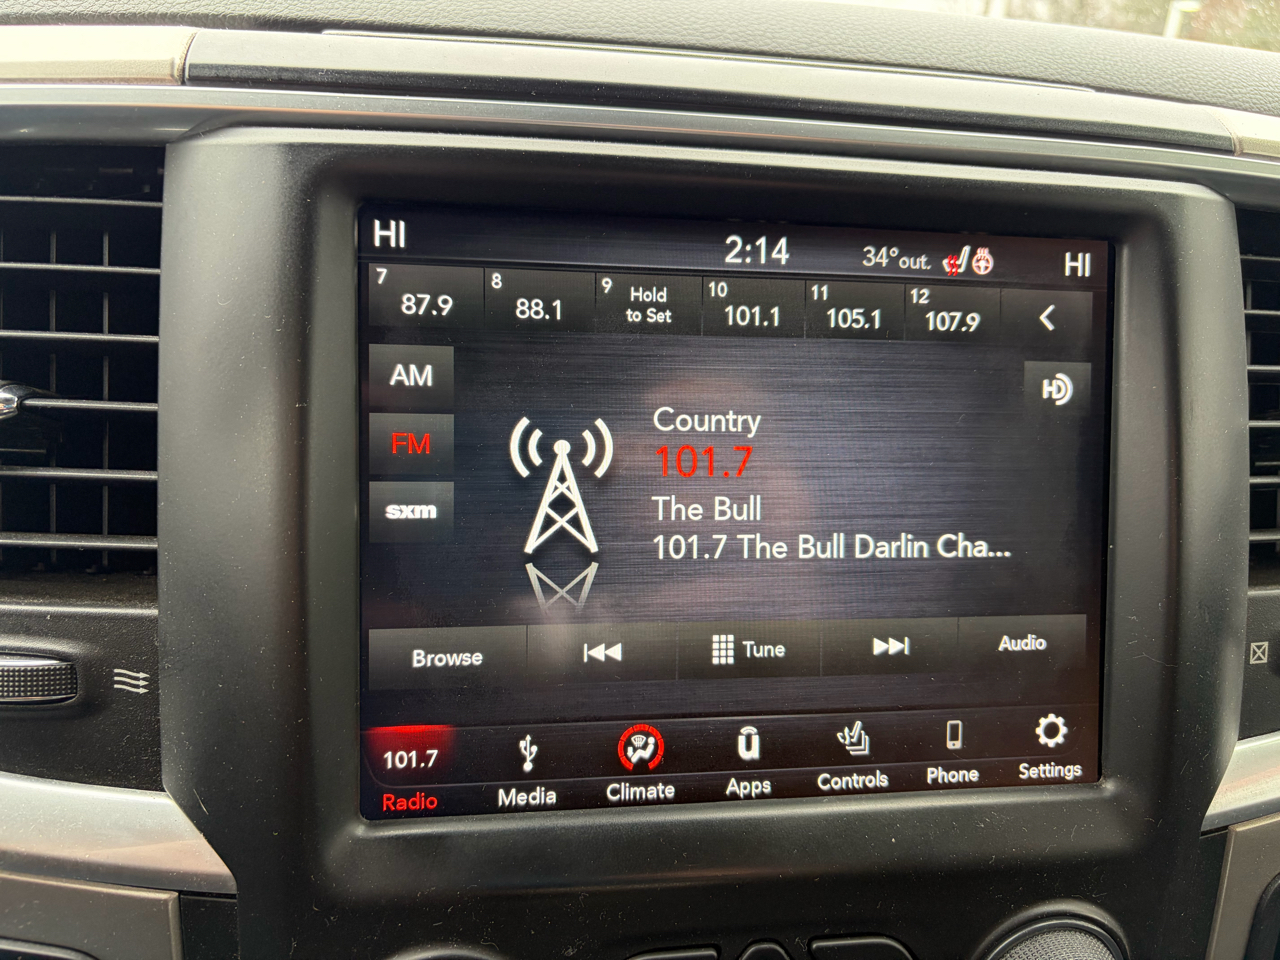 HI 2:14 34°out. HI
7 87.9 8 88.1 9 Hold to Set 10 101.1 11 105.1 12 107.9
AM
HD
FM
sxm
Country
101.7
The Bull
101.7 The Bull Darlin Cha...
Browse Tune Audio
101.7
Radio Media Climate Apps Controls Phone Settings